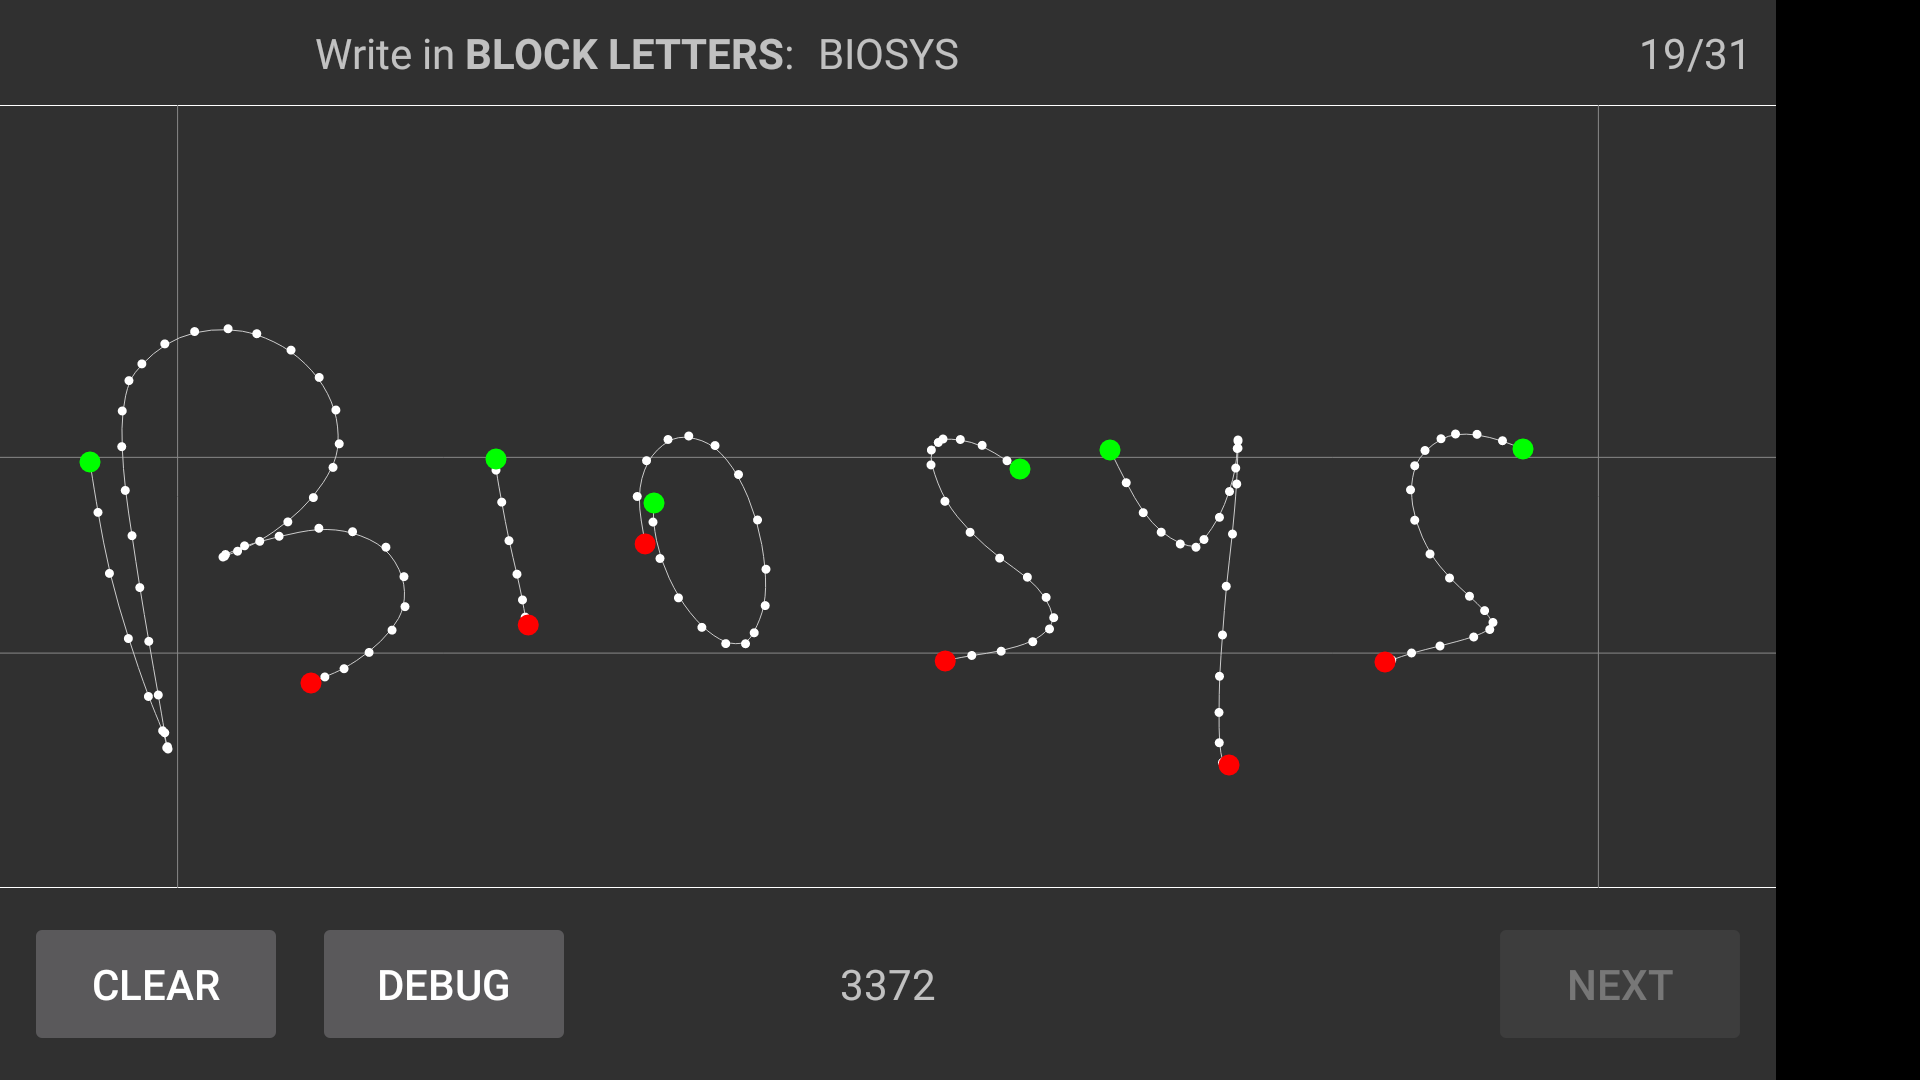 Write in BLOCK LETTERS: BIOSYS 19/31
BIOSYS
CLEAR DEBUG 3372 NEXT